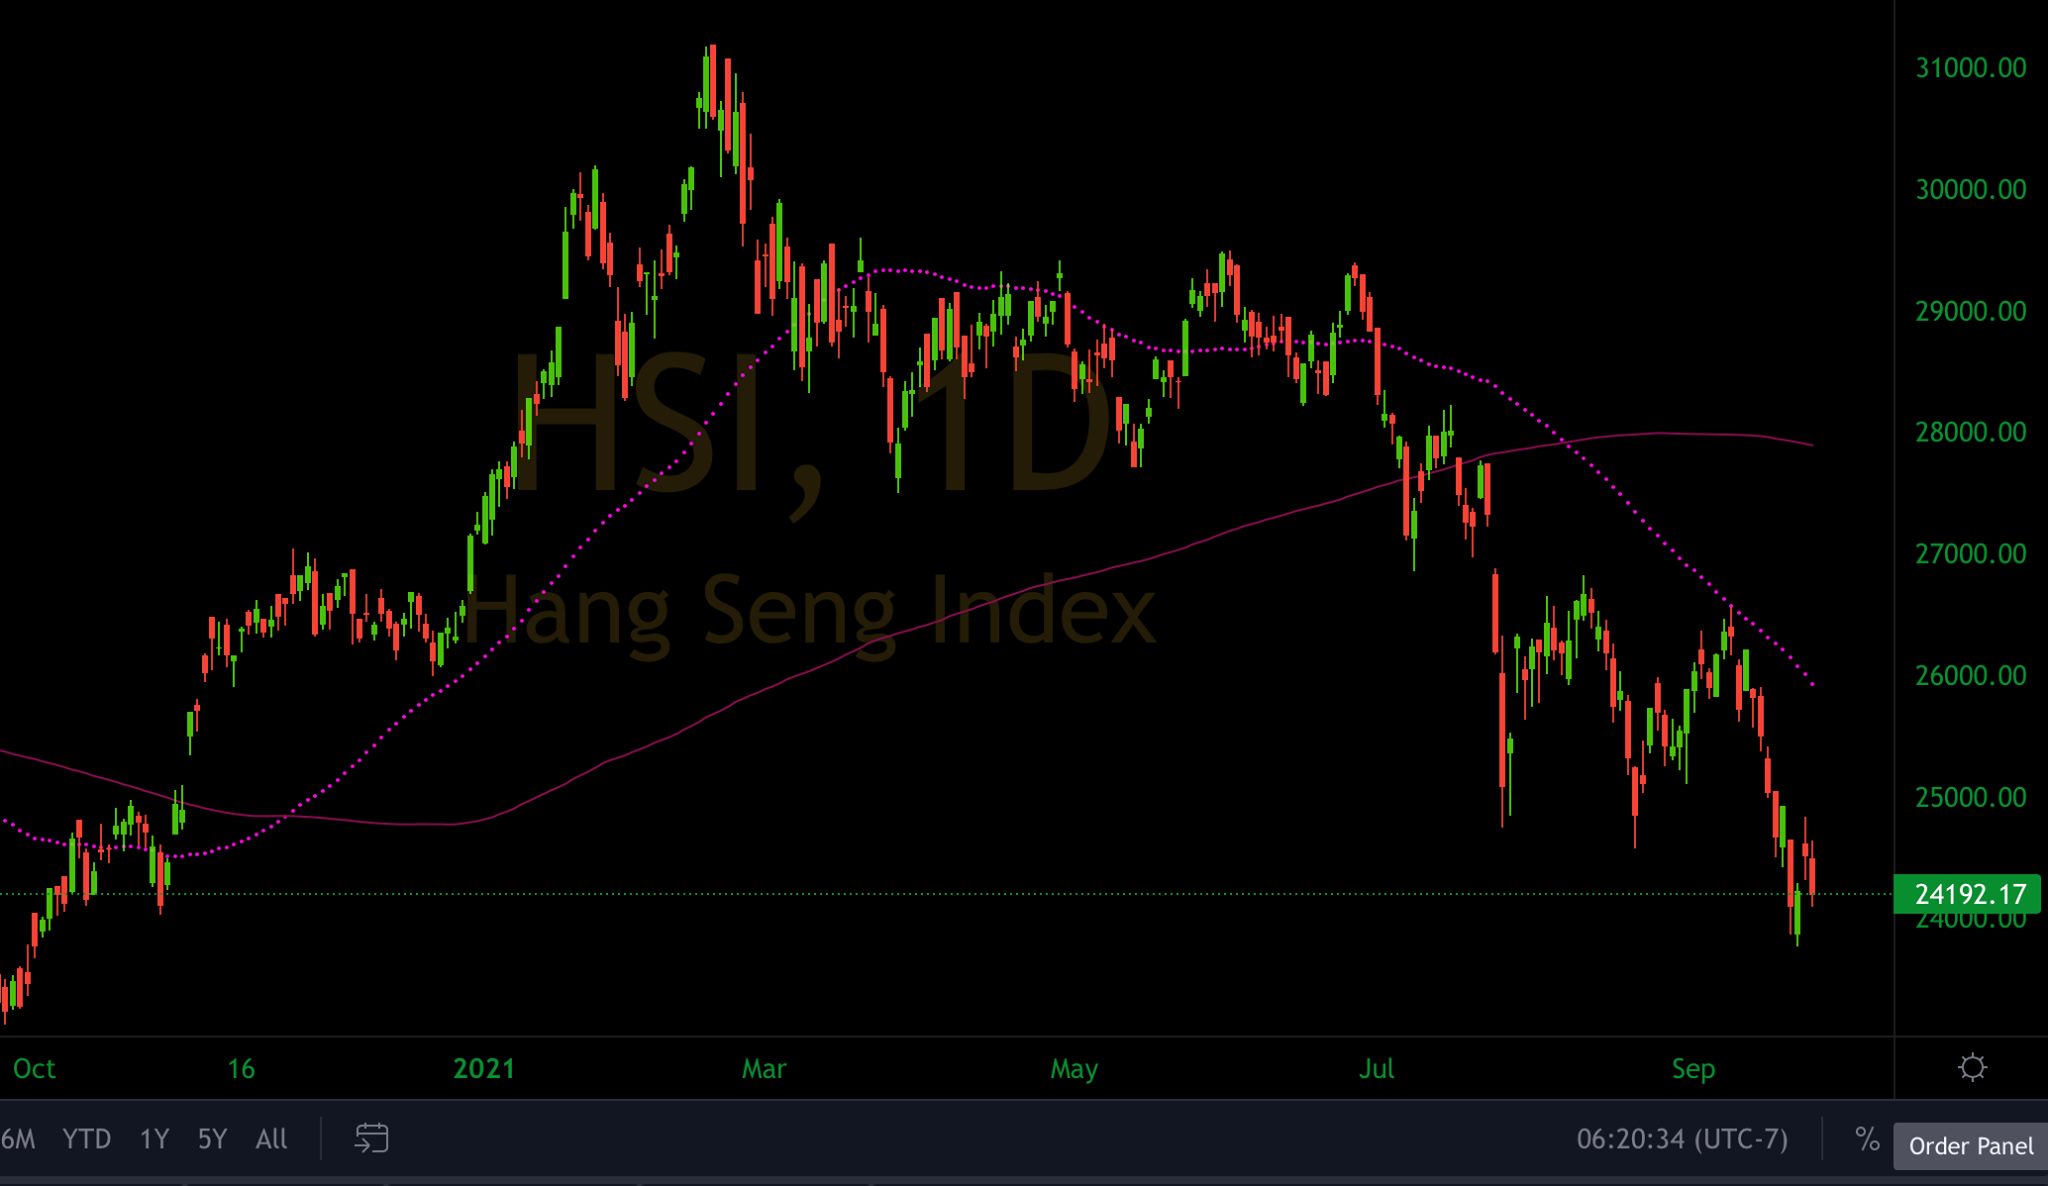 31000.00
30000.00
29000.00
HSI, 1D
28000.00
27000.00
Hang Seng Index
26000.00
25000.00
24192.17
24000.00
Oct 16 2021 Mar May Jul Sep
6M YTD 1Y 5Y All 06:20:34 (UTC-7) % Order Panel